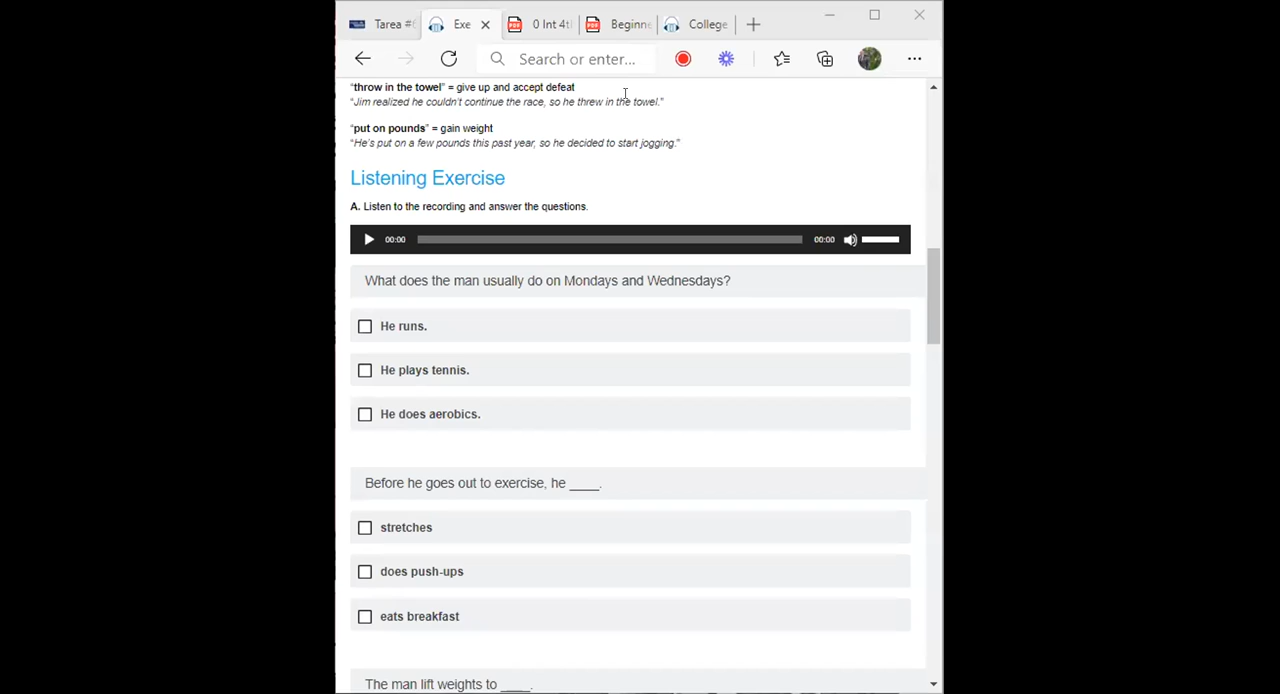 Tarea #(
Exe
0 Int 4t
Beginne
College
Search or enter...
“throw in the towel” = give up and accept defeat
“Jim realized he couldn't continue the race, so he threw in the towel.”
“put on pounds” = gain weight
“He's put on a few pounds this past year, so he decided to start jogging.”
Listening Exercise
A. Listen to the recording and answer the questions.
00:00 00:00
What does the man usually do on Mondays and Wednesdays?
He runs.
He plays tennis.
He does aerobics.
Before he goes out to exercise, he ____.
stretches
does push-ups
eats breakfast
The man lift weights to ____.